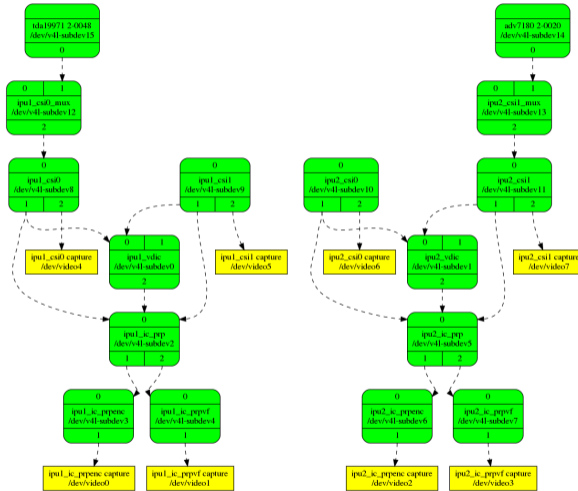 tda19971 2-0048
/dev/v4l-subdev15
0
adv7180 2-0020
/dev/v4l-subdev14
0
0 1
ipu1_csi0_mux
/dev/v4l-subdev12
2
0 1
ipu2_csi1_mux
/dev/v4l-subdev13
2
0
ipu1_csi0
/dev/v4l-subdev8
1 2
0
ipu1_csi1
/dev/v4l-subdev9
1 2
0
ipu2_csi0
/dev/v4l-subdev10
1 2
0
ipu2_csi1
/dev/v4l-subdev11
1 2
ipu1_csi0 capture
/dev/video4
0 1
ipu1_vdic
/dev/v4l-subdev0
2
ipu1_csi1 capture
/dev/video5
ipu2_csi0 capture
/dev/video6
0 1
ipu2_vdic
/dev/v4l-subdev1
2
ipu2_csi1 capture
/dev/video7
0
ipu1_ic_prp
/dev/v4l-subdev2
1 2
0
ipu2_ic_prp
/dev/v4l-subdev5
1 2
0
ipu1_ic_prpenc
/dev/v4l-subdev3
1
0
ipu1_ic_prpvf
/dev/v4l-subdev4
1
0
ipu2_ic_prpenc
/dev/v4l-subdev6
1
0
ipu2_ic_prpvf
/dev/v4l-subdev7
1
ipu1_ic_prpenc capture
/dev/video0
ipu1_ic_prpvf capture
/dev/video1
ipu2_ic_prpenc capture
/dev/video2
ipu2_ic_prpvf capture
/dev/video3